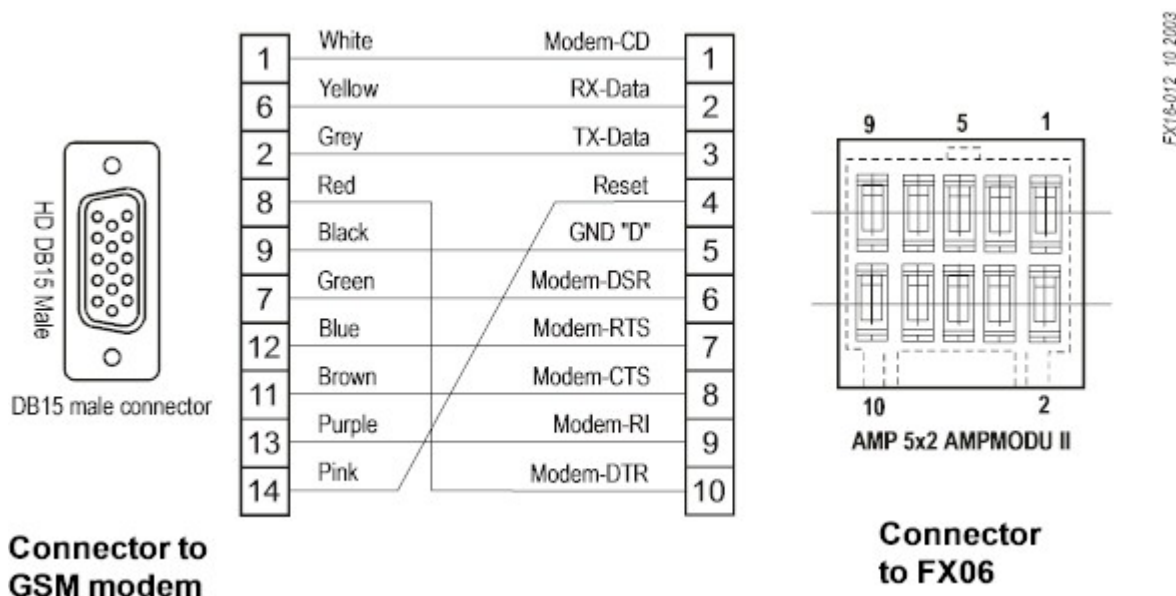 FX16-012 10 2003
White Modem-CD
1 1
Yellow RX-Data
6 2
Grey TX-Data
2 3
Red Reset
8 4
Black GND "D"
9 5
Green Modem-DSR
7 6
Blue Modem-RTS
12 7
Brown Modem-CTS
11 8
Purple Modem-RI
13 9
Pink Modem-DTR
14 10
HD DB15 Male
DB15 male connector
9 5 1
10 2
AMP 5x2 AMPMODU II
Connector to
GSM modem
Connector
to FX06